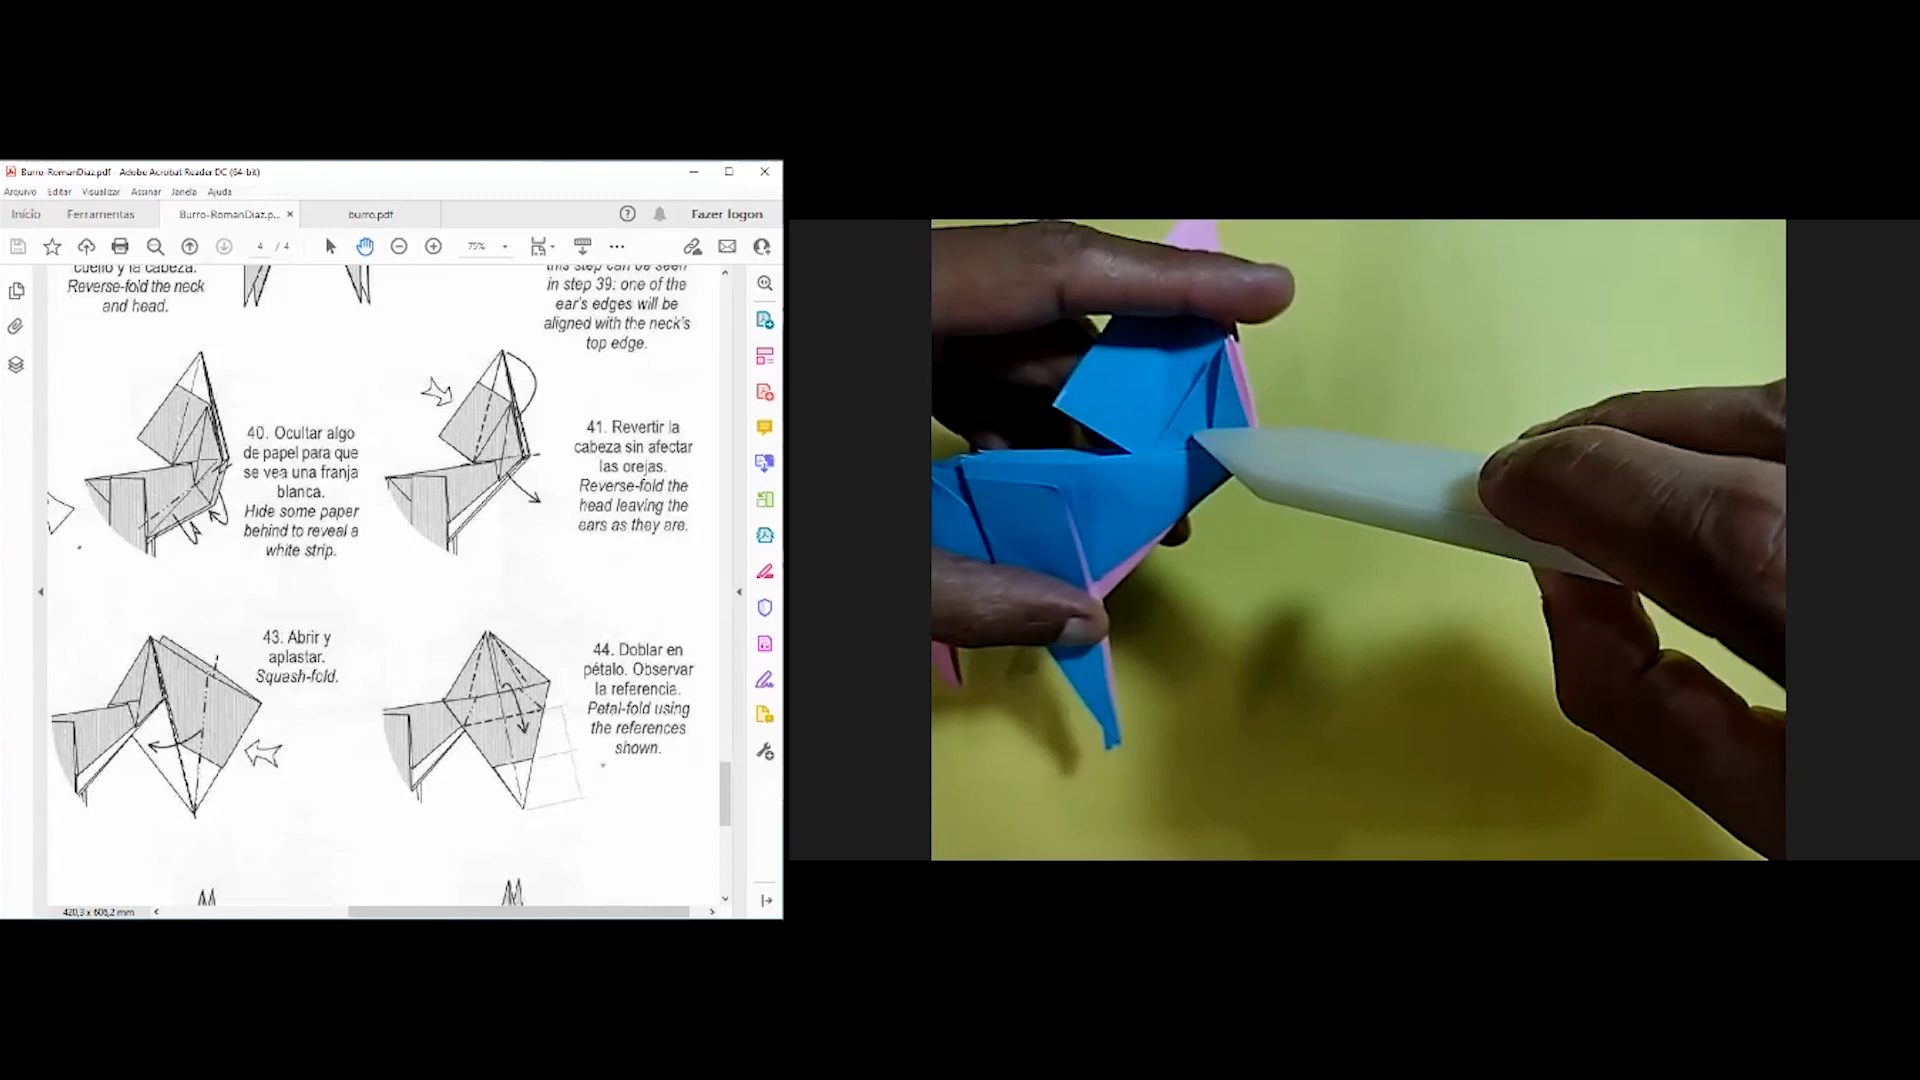 Burro-RomanDiaz.pdf - Adobe Acrobat Reader DC (64-bit)
Arquivo Editar Visualizar Assinar Janela Ajuda
Início Ferramentas Burro-RomanDiaz.p... × burro.pdf Fazer logon
4 / 4 75%
cuello y la cabeza.
Reverse-fold the neck
and head.
this step can be seen
in step 39: one of the
ear's edges will be
aligned with the neck's
top edge.
40. Ocultar algo
de papel para que
se vea una franja
blanca.
Hide some paper
behind to reveal a
white strip.
41. Revertir la
cabeza sin afectar
las orejas.
Reverse-fold the
head leaving the
ears as they are.
43. Abrir y
aplastar.
Squash-fold.
44. Doblar en
pétalo. Observar
la referencia.
Petal-fold using
the references
shown.
420,3 x 606,2 mm